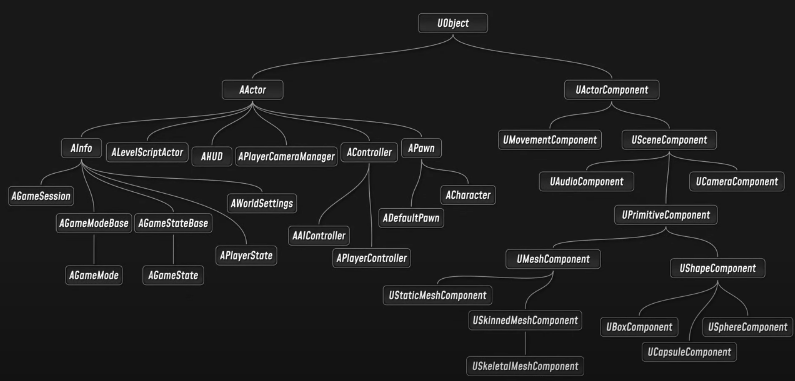 UObject
AActor
UActorComponent
AInfo
ALevelScriptActor
AHUD
APlayerCameraManager
AController
APawn
UMovementComponent
USceneComponent
AGameSession
AWorldSettings
ACharacter
UAudioComponent
UCameraComponent
AGameModeBase
AGameStateBase
ADefaultPawn
UPrimitiveComponent
AAIController
APlayerState
APlayerController
AGameMode
AGameState
UMeshComponent
UShapeComponent
UStaticMeshComponent
USkinnedMeshComponent
UBoxComponent
USphereComponent
UCapsuleComponent
USkeletalMeshComponent